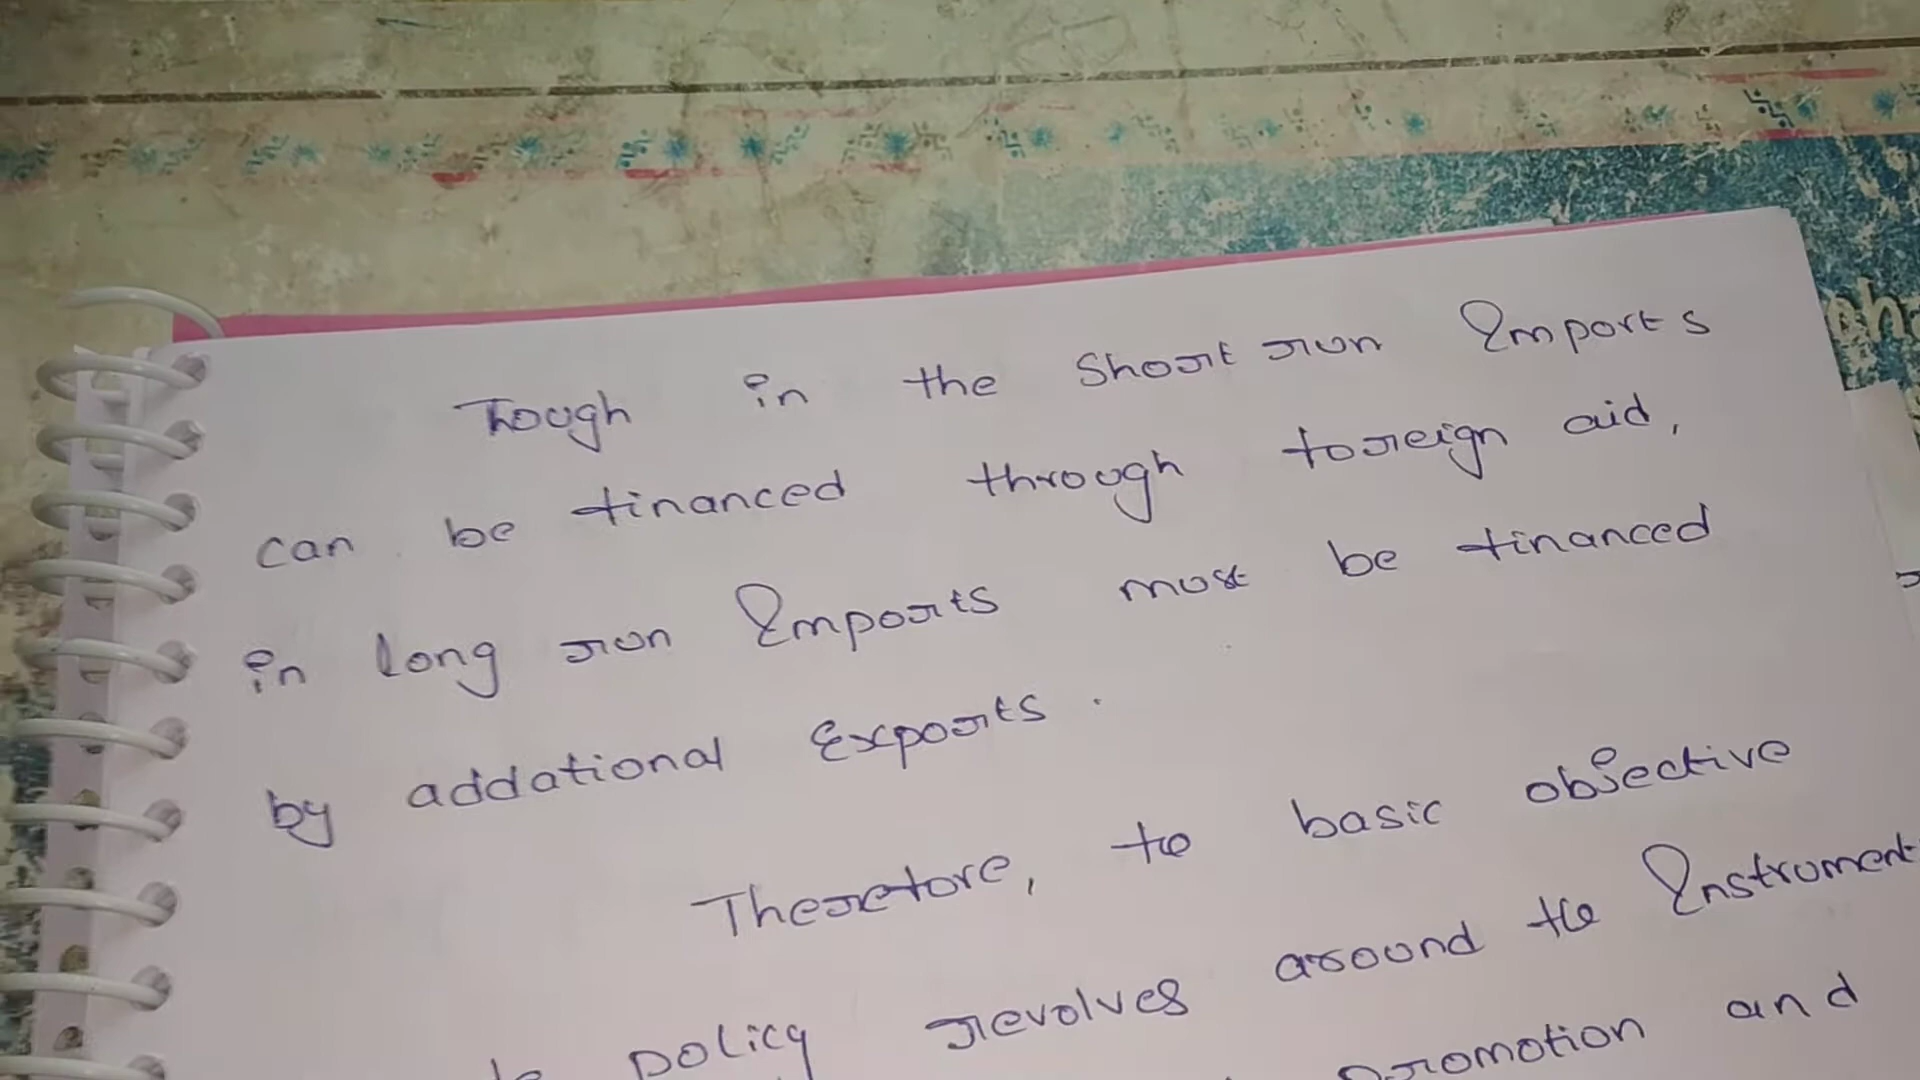 Tough in the Short run Imports
can be financed through foreign aid,
in long run Imports must be financed
by addational Exports.
Therefore, the basic objective
policy revolves around the Instrument
promotion and